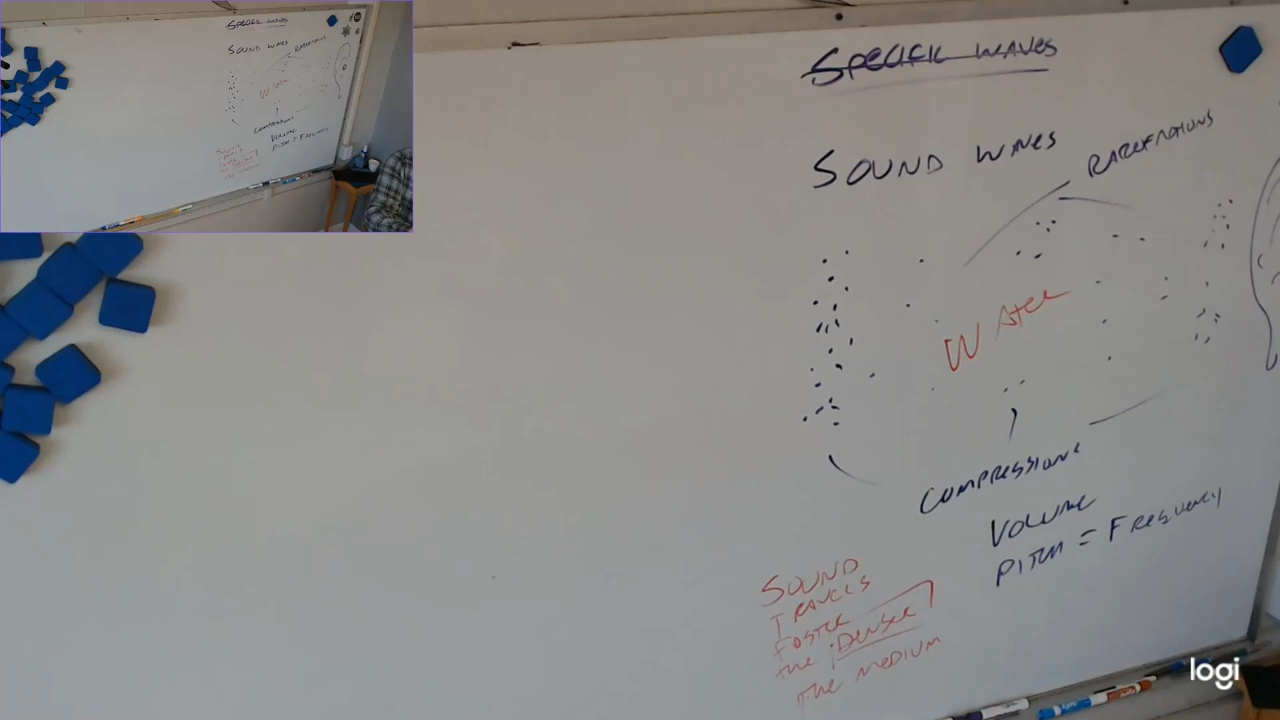 SPECIFIC WAVES
SOUND WAVES
RAREFACTIONS
WATER
COMPRESSIONS
VOLUME
PITCH = FREQUENCY
SOUND
TRAVELS
FASTER
the DENSER
the MEDIUM
logi